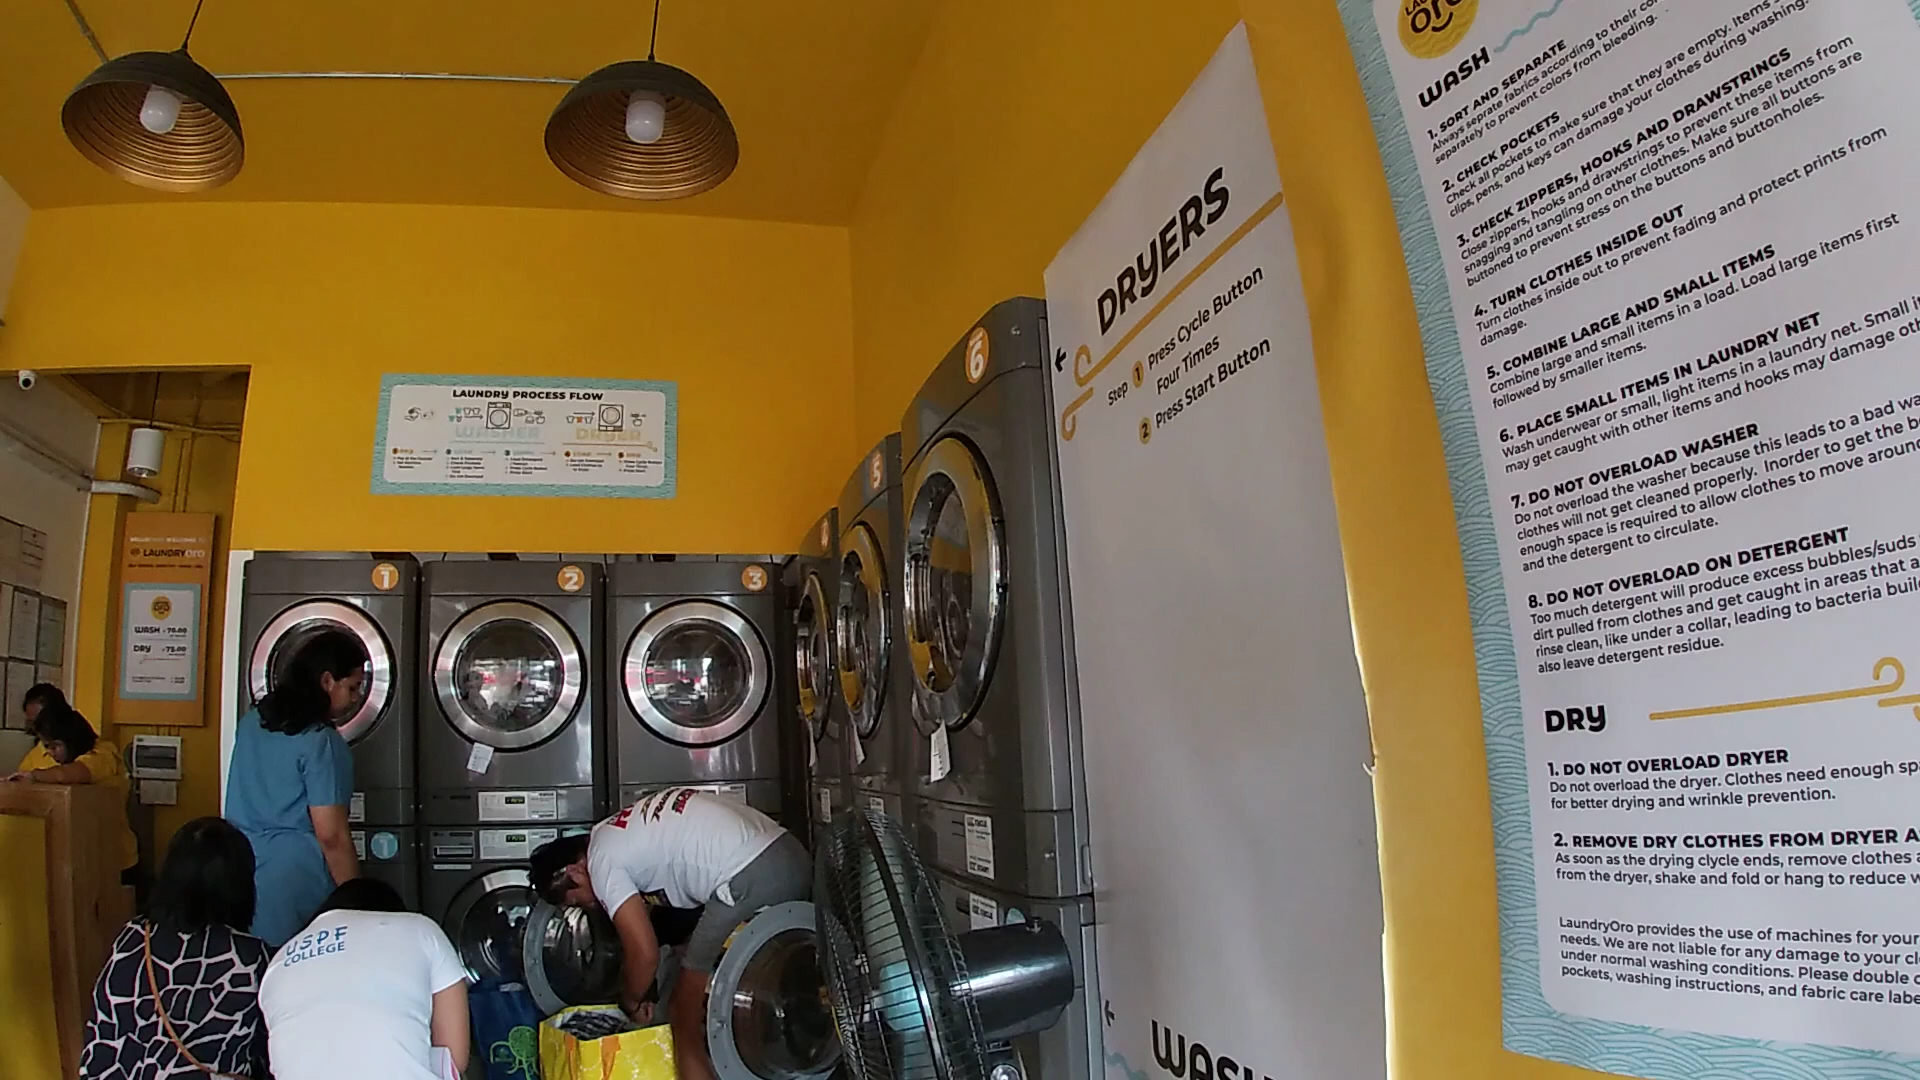 LAUNDRY PROCESS FLOW
WASHER
DRYER
LAUNDRYORO
WASH 70.00
DRY 75.00
1
2
3
5
6
1
USPF
COLLEGE
DRYERS
Step 1 Press Cycle Button
Four Times
2 Press Start Button
WASH
ORO
WASH
1. SORT AND SEPARATE
Always seprate fabrics according to their
separately to prevent colors from bleeding.
2. CHECK POCKETS
Check all pockets to make sure that they are empty. Items
clips, pens, and keys can damage your clothes during washing.
3. CHECK ZIPPERS, HOOKS AND DRAWSTRINGS
Close zippers, hooks and drawstrings to prevent these items from
snagging and tangling on other clothes. Make sure all buttons are
buttoned to prevent stress on the buttons and buttonholes.
4. TURN CLOTHES INSIDE OUT
Turn clothes inside out to prevent fading and protect prints from
damage.
5. COMBINE LARGE AND SMALL ITEMS
Combine large and small items in a load. Load large items first
followed by smaller items.
6. PLACE SMALL ITEMS IN LAUNDRY NET
Wash underwear or small, light items in a laundry net. Small
may get caught with other items and hooks may damage
7. DO NOT OVERLOAD WASHER
Do not overload the washer because this leads to a bad
clothes will not get cleaned properly. Inorder to get the
enough space is required to allow clothes to move around
and the detergent to circulate.
8. DO NOT OVERLOAD ON DETERGENT
Too much detergent will produce excess bubbles/suds
dirt pulled from clothes and get caught in areas that
rinse clean, like under a collar, leading to bacteria
also leave detergent residue.
DRY
1. DO NOT OVERLOAD DRYER
Do not overload the dryer. Clothes need enough
for better drying and wrinkle prevention.
2. REMOVE DRY CLOTHES FROM DRYER
As soon as the drying clycle ends, remove clothes
from the dryer, shake and fold or hang to reduce
LaundryOro provides the use of machines for your
needs. We are not liable for any damage to your
under normal washing conditions. Please double
pockets, washing instructions, and fabric care